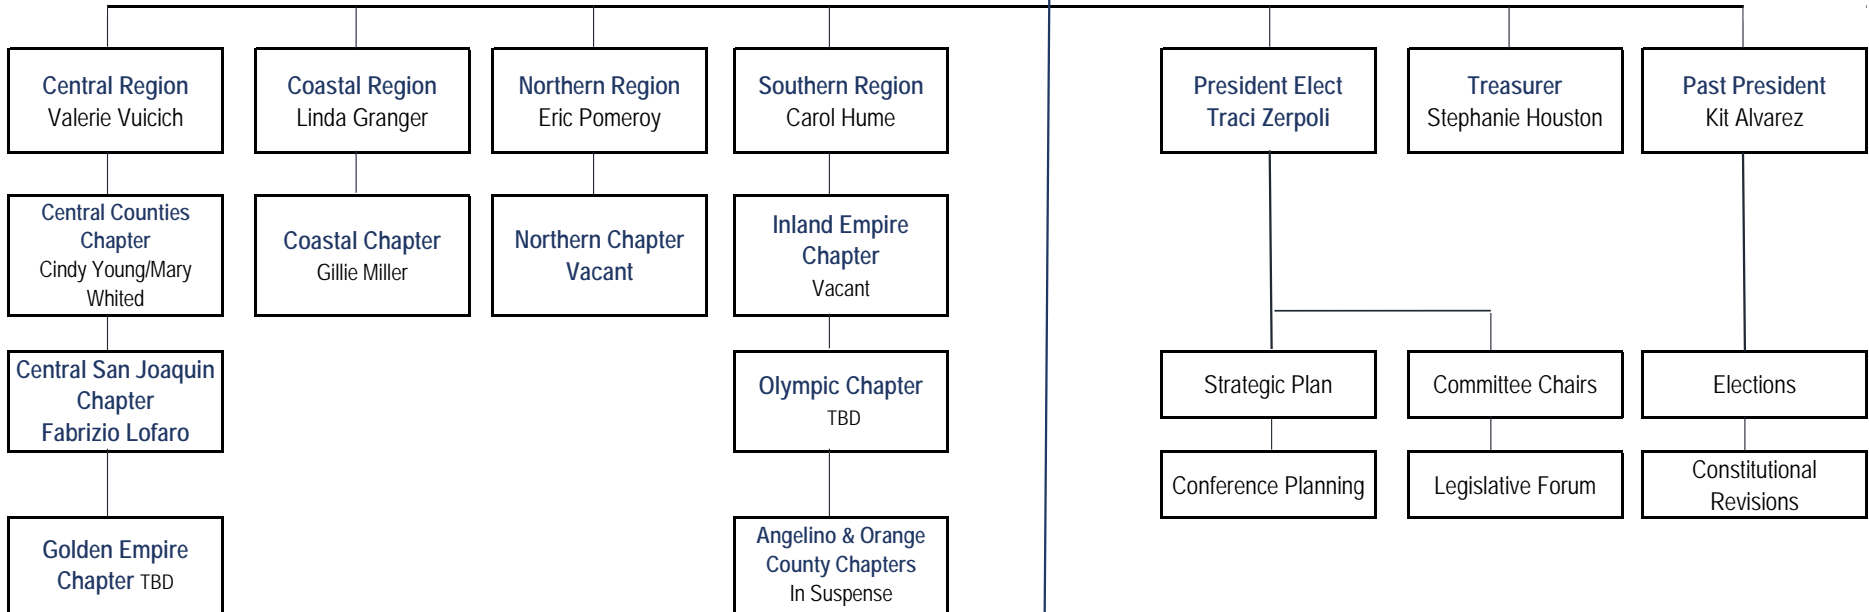 Central Region
Valerie Vuicich
Coastal Region
Linda Granger
Northern Region
Eric Pomeroy
Southern Region
Carol Hume
President Elect
Traci Zerpoli
Treasurer
Stephanie Houston
Past President
Kit Alvarez
Central Counties
Chapter
Cindy Young/Mary
Whited
Coastal Chapter
Gillie Miller
Northern Chapter
Vacant
Inland Empire
Chapter
Vacant
Central San Joaquin
Chapter
Fabrizio Lofaro
Olympic Chapter
TBD
Strategic Plan
Committee Chairs
Elections
Conference Planning
Legislative Forum
Constitutional
Revisions
Golden Empire
Chapter TBD
Angelino & Orange
County Chapters
In Suspense